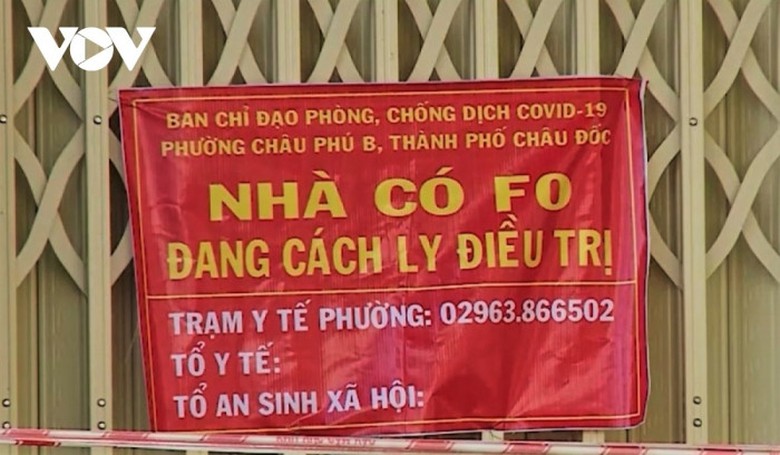 VOV
BAN CHỈ ĐẠO PHÒNG, CHỐNG DỊCH COVID-19
PHƯỜNG CHÂU PHÚ B, THÀNH PHỐ CHÂU ĐỐC
NHÀ CÓ F0
ĐANG CÁCH LY ĐIỀU TRỊ
TRẠM Y TẾ PHƯỜNG: 02963.866502
TỔ Y TẾ:
TỔ AN SINH XÃ HỘI: